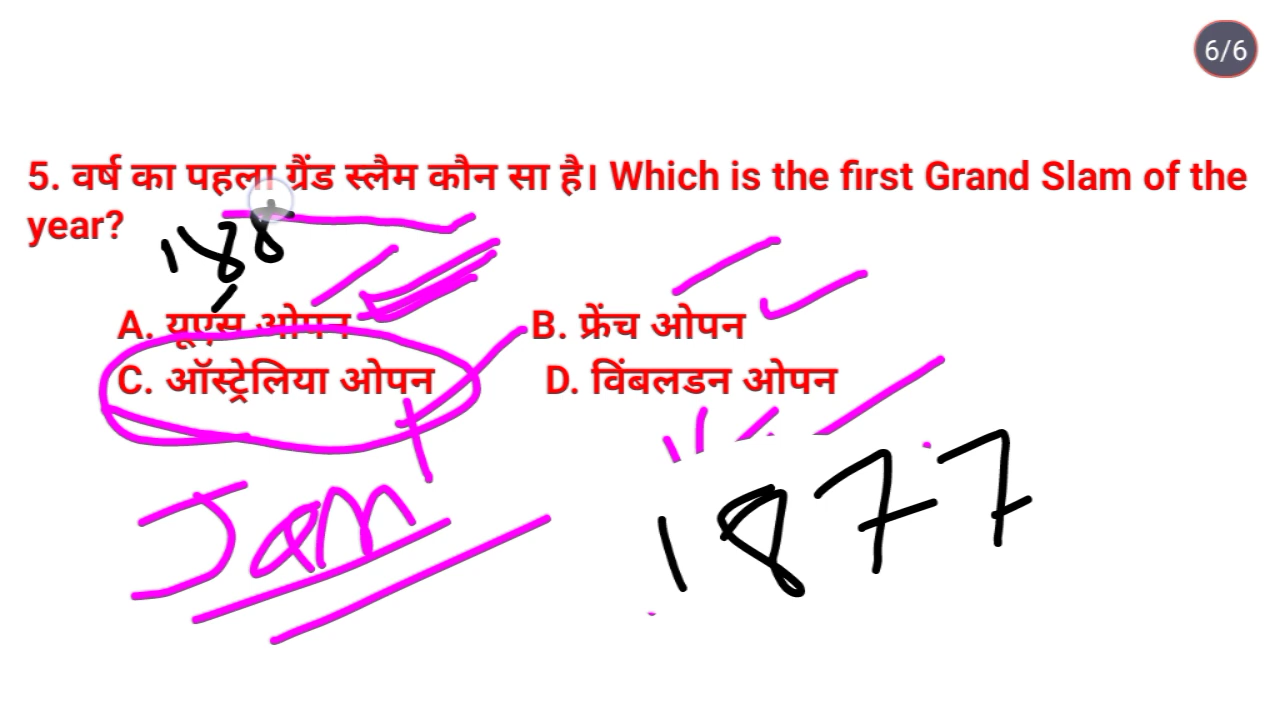 6/6
5. वर्ष का पहला ग्रैंड स्लैम कौन सा है। Which is the first Grand Slam of the
year?
188
A. यूएस ओपन B. फ्रेंच ओपन
C. ऑस्ट्रेलिया ओपन D. विंबलडन ओपन
Jan
1877